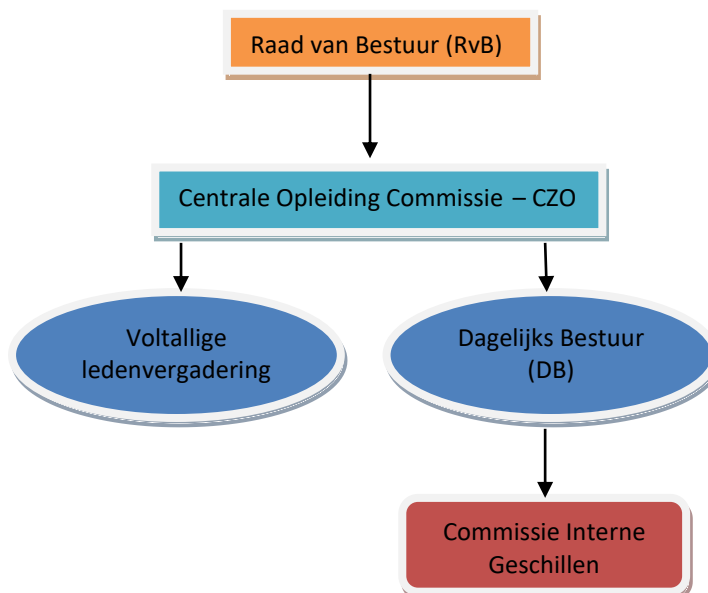 Raad van Bestuur (RvB)
Centrale Opleiding Commissie – CZO
Voltallige
ledenvergadering
Dagelijks Bestuur
(DB)
Commissie Interne
Geschillen